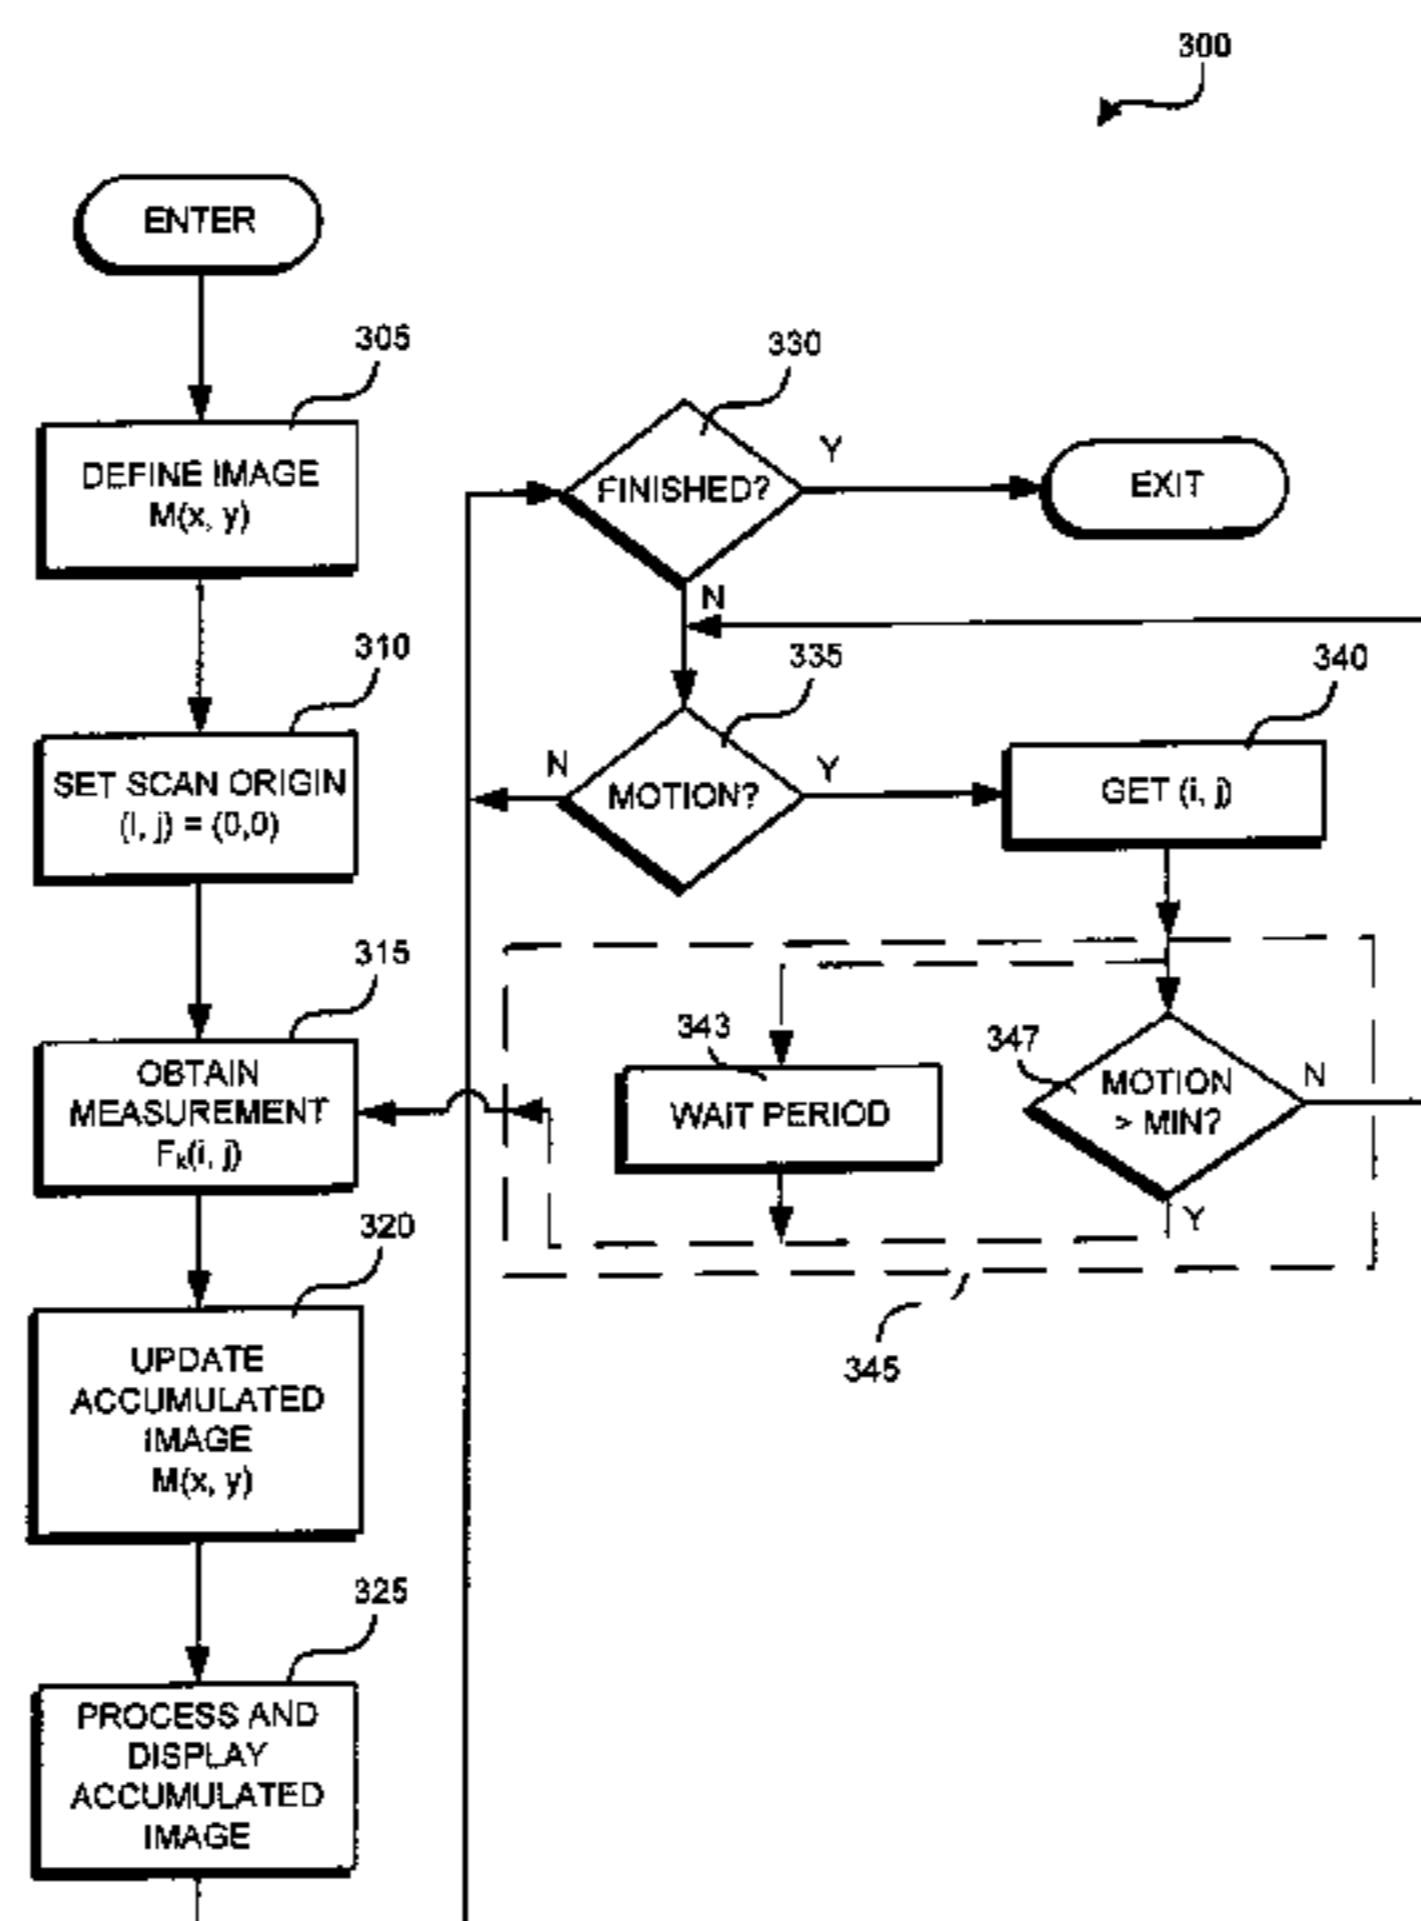 300
ENTER
305
DEFINE IMAGE
M(x, y)
310
SET SCAN ORIGIN
(i, j) = (0,0)
315
OBTAIN
MEASUREMENT
Fk(i, j)
320
UPDATE
ACCUMULATED
IMAGE
M(x, y)
325
PROCESS AND
DISPLAY
ACCUMULATED
IMAGE
330
FINISHED?
Y
EXIT
N
335
MOTION?
N
Y
340
GET (i, j)
343
WAIT PERIOD
347
MOTION
> MIN?
N
Y
345